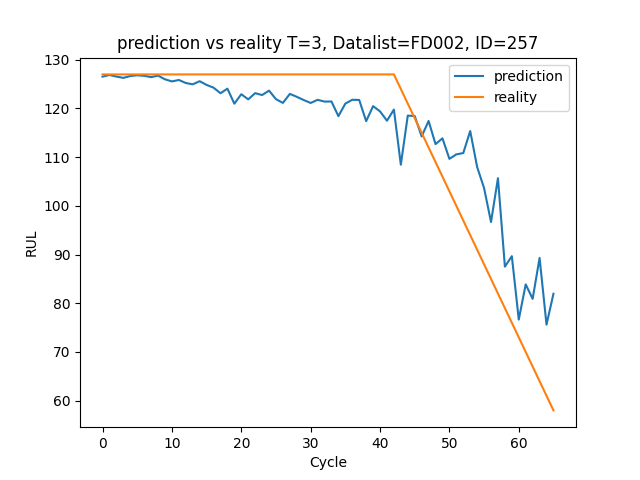 prediction vs reality T=3, Datalist=FD002, ID=257
130
120
110
100
90
80
70
60
RUL
prediction
reality
0 10 20 30 40 50 60
Cycle